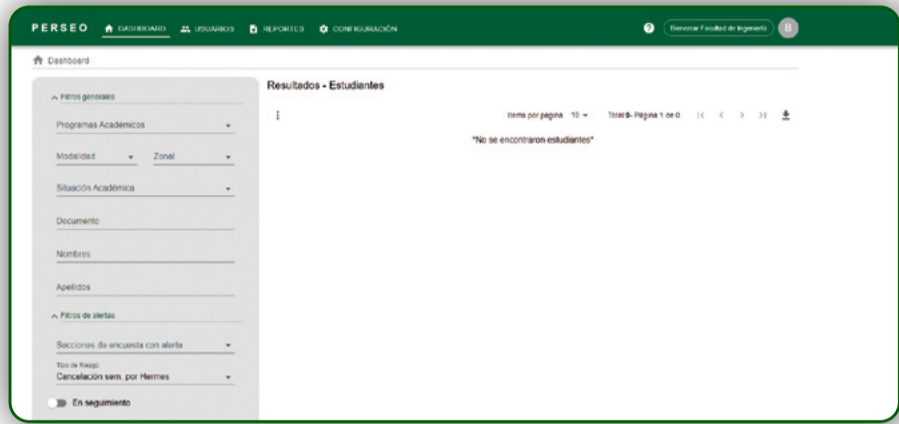 PERSEO DASHBOARD USUARIOS REPORTES CONFIGURACIÓN Bienestar Facultad de Ingeniería B
Dashboard
Filtros generales
Programas Académicos
Modalidad Zonal
Situación Académica
Documento
Nombres
Apellidos
Filtros de alertas
Secciones de encuesta con alerta
Tipo de Riesgo
Cancelación sem. por Hermes
En seguimiento
Resultados - Estudiantes
Items por página 10 Total 0- Página 1 de 0
*No se encontraron estudiantes*